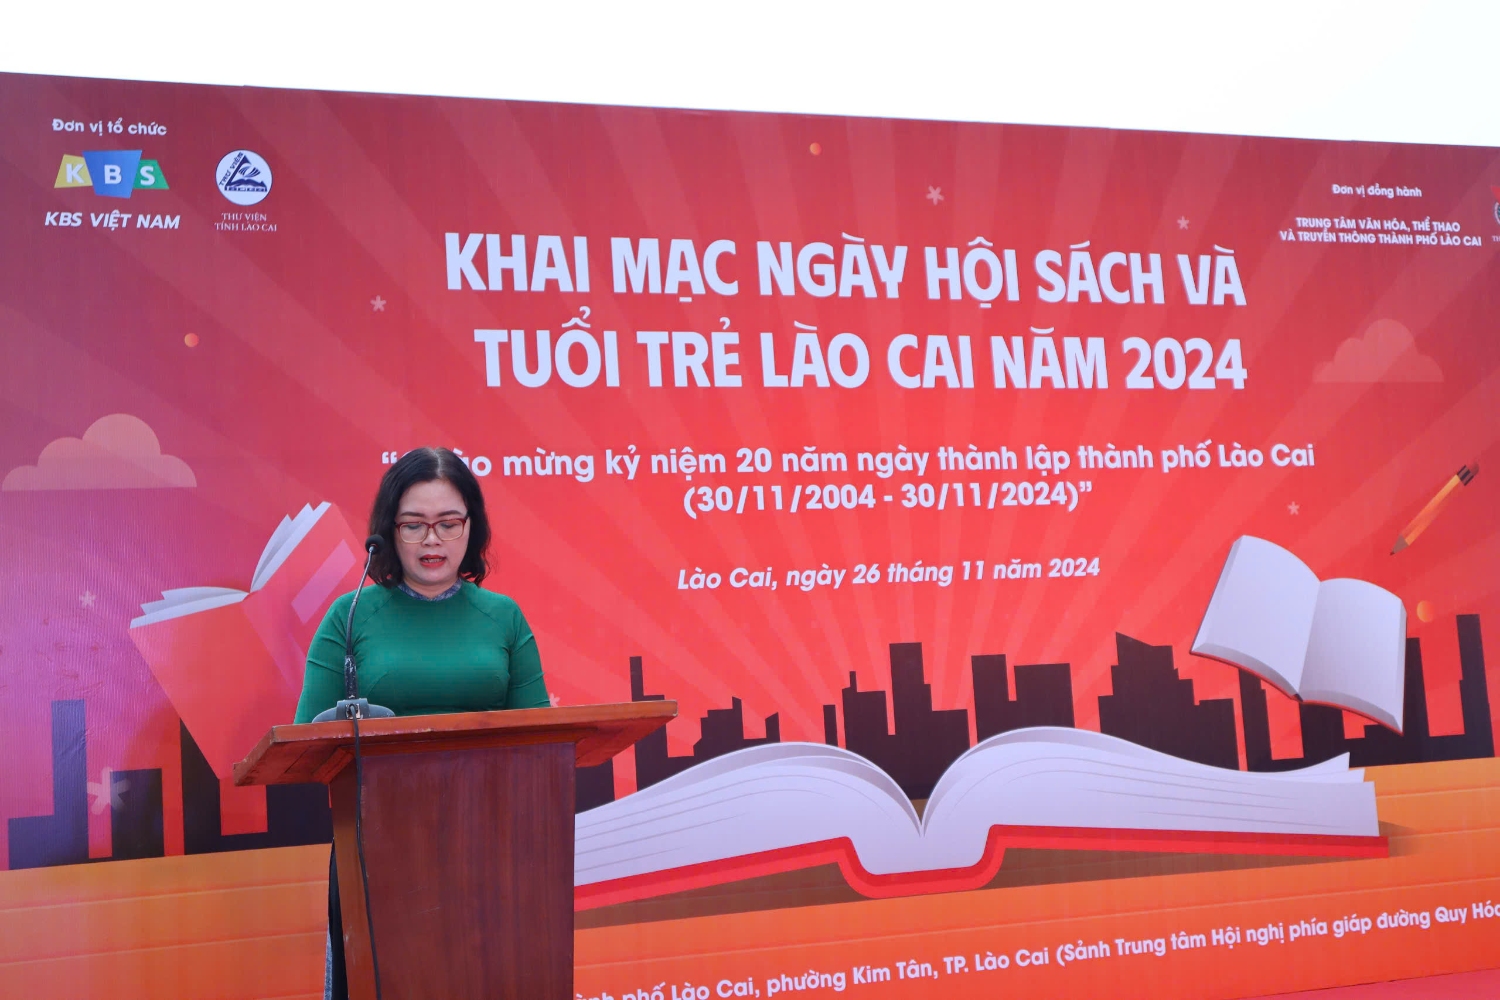 Đơn vị tổ chức
KBS
KBS VIỆT NAM
THƯ VIỆN
THƯ VIỆN
TỈNH LÀO CAI
Đơn vị đồng hành
TRUNG TÂM VĂN HÓA, THỂ THAO
VÀ TRUYỀN THÔNG THÀNH PHỐ LÀO CAI
KHAI MẠC NGÀY HỘI SÁCH VÀ
TUỔI TRẺ LÀO CAI NĂM 2024
“ mừng kỷ niệm 20 năm ngày thành lập thành phố Lào Cai
(30/11/2004 - 30/11/2024)”
Lào Cai, ngày 26 tháng 11 năm 2024
phố Lào Cai, phường Kim Tân, TP. Lào Cai (Sảnh Trung tâm Hội nghị phía giáp đường Quy Hóa